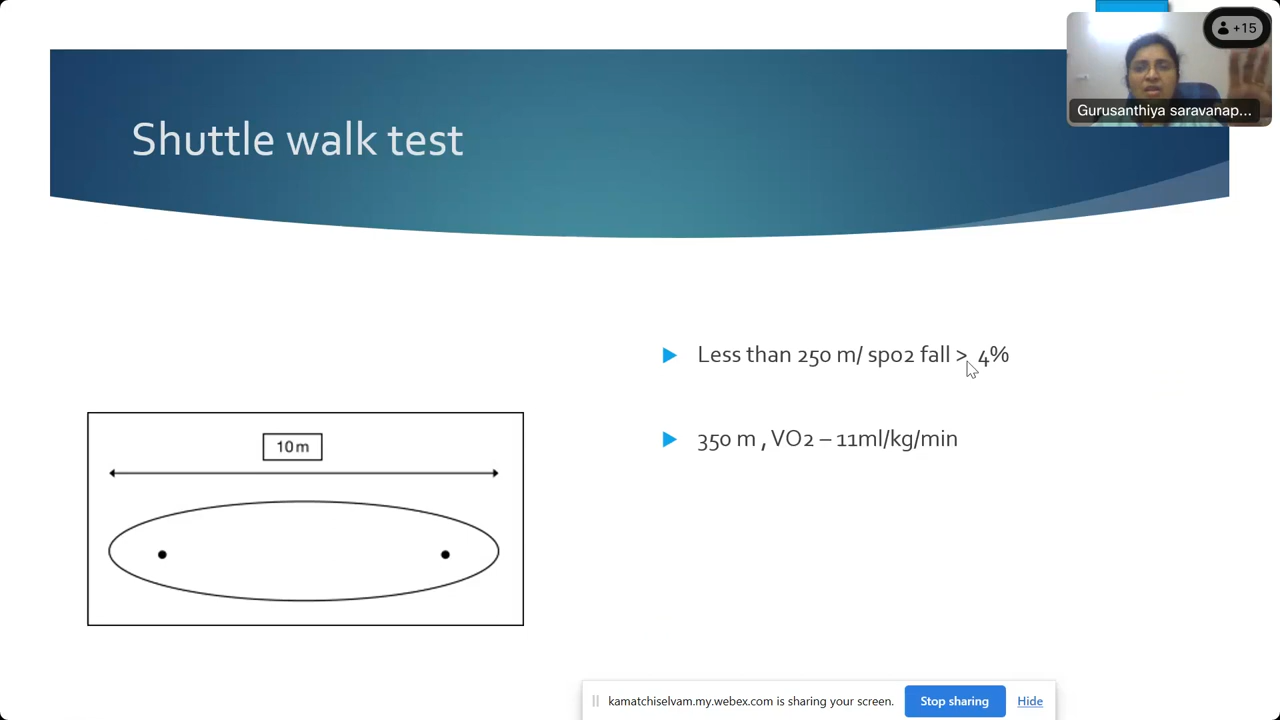 +15
Gurusanthiya saravanap...
Shuttle walk test
Less than 250 m/ spo2 fall > 4%
350 m , VO2 – 11ml/kg/min
10 m
kamatchiselvam.my.webex.com is sharing your screen.
Stop sharing
Hide